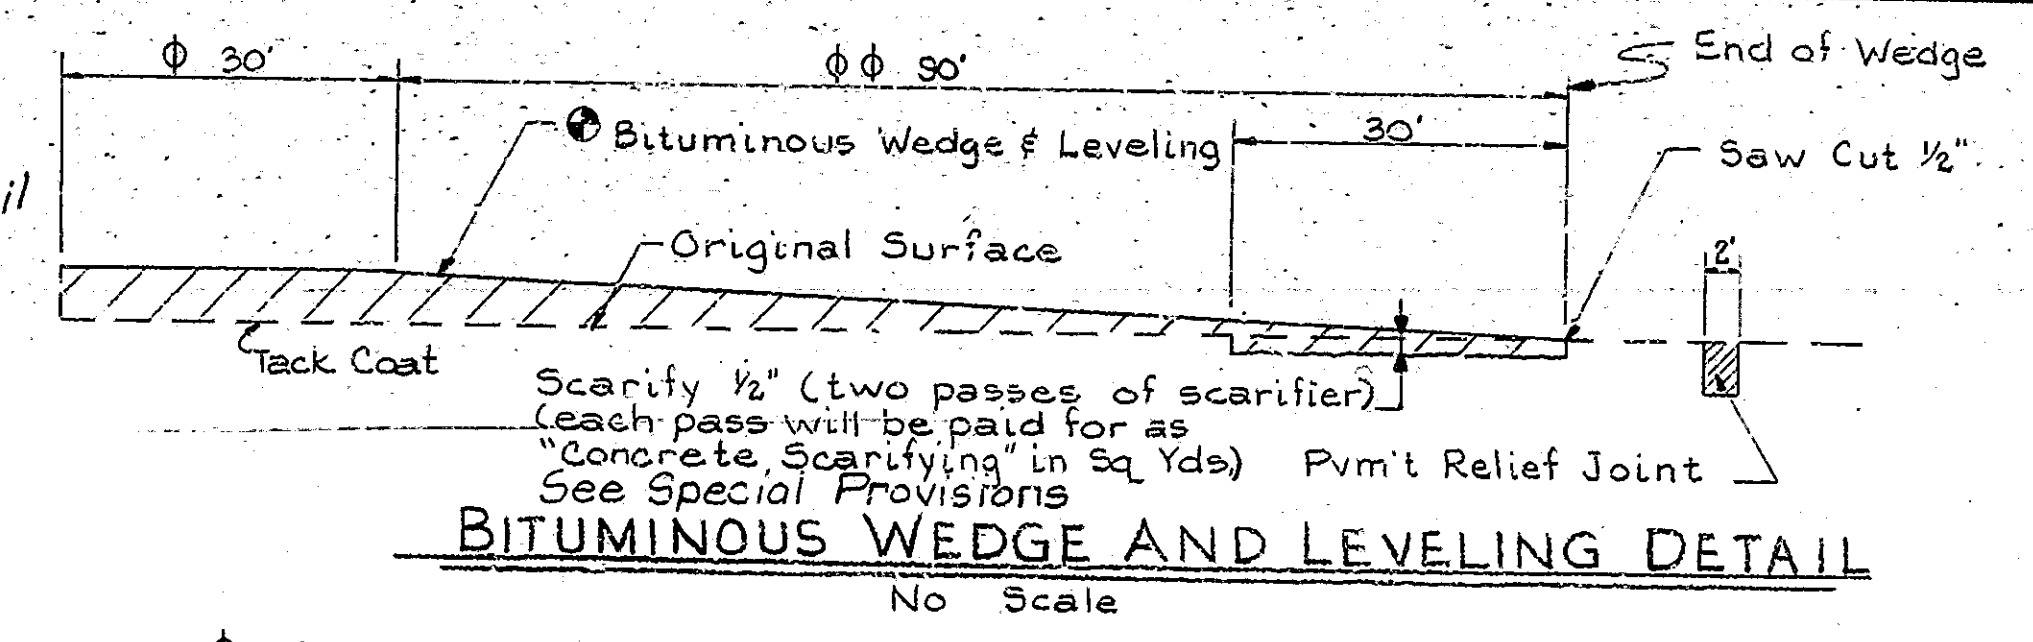 ϕ 30'
ϕ ϕ 90'
End of Wedge
Bituminous Wedge & Leveling
30'
Saw Cut ½"
il
Original Surface
2'
Tack Coat
Scarify ½" (two passes of scarifier)
(each pass will be paid for as
"Concrete, Scarifying" in Sq Yds)
See Special Provisions
Pvm't Relief Joint
BITUMINOUS WEDGE AND LEVELING DETAIL
No Scale